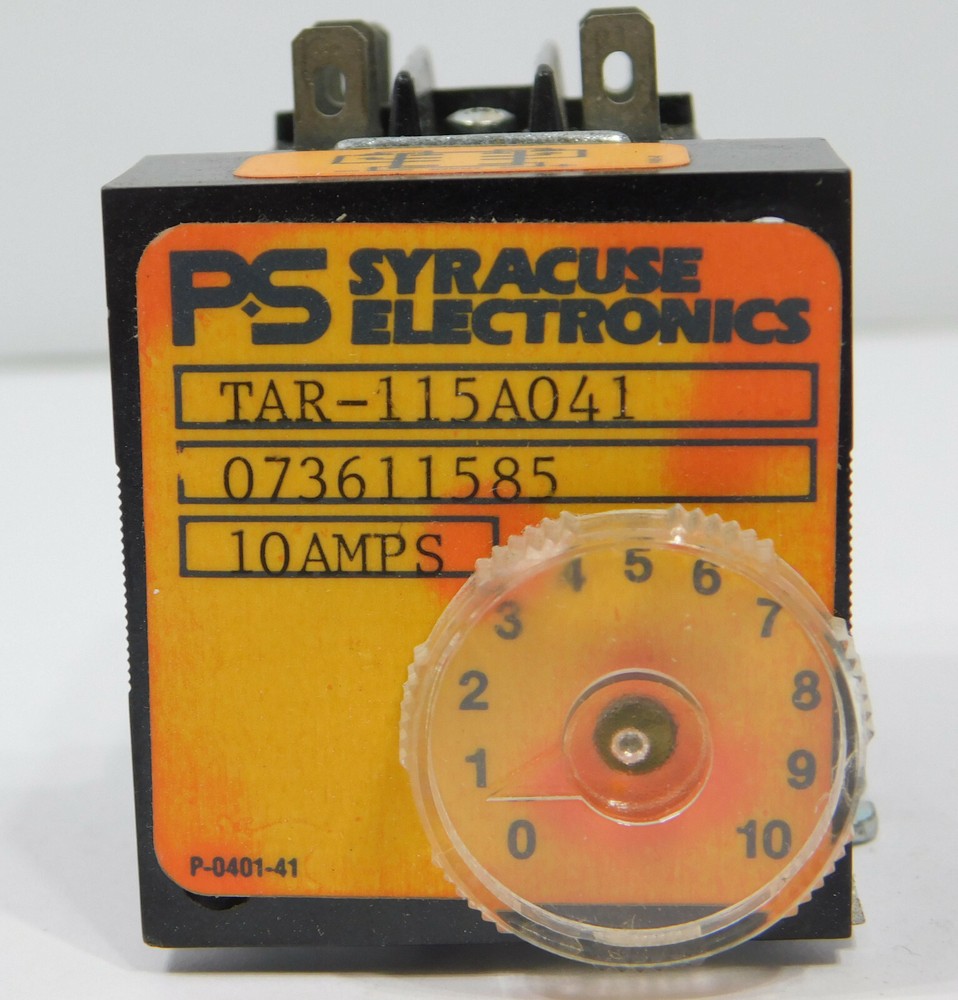 P·S SYRACUSE
ELECTRONICS
TAR-115A041
073611585
10AMPS
0 1 2 3 4 5 6 7 8 9 10
P-0401-41